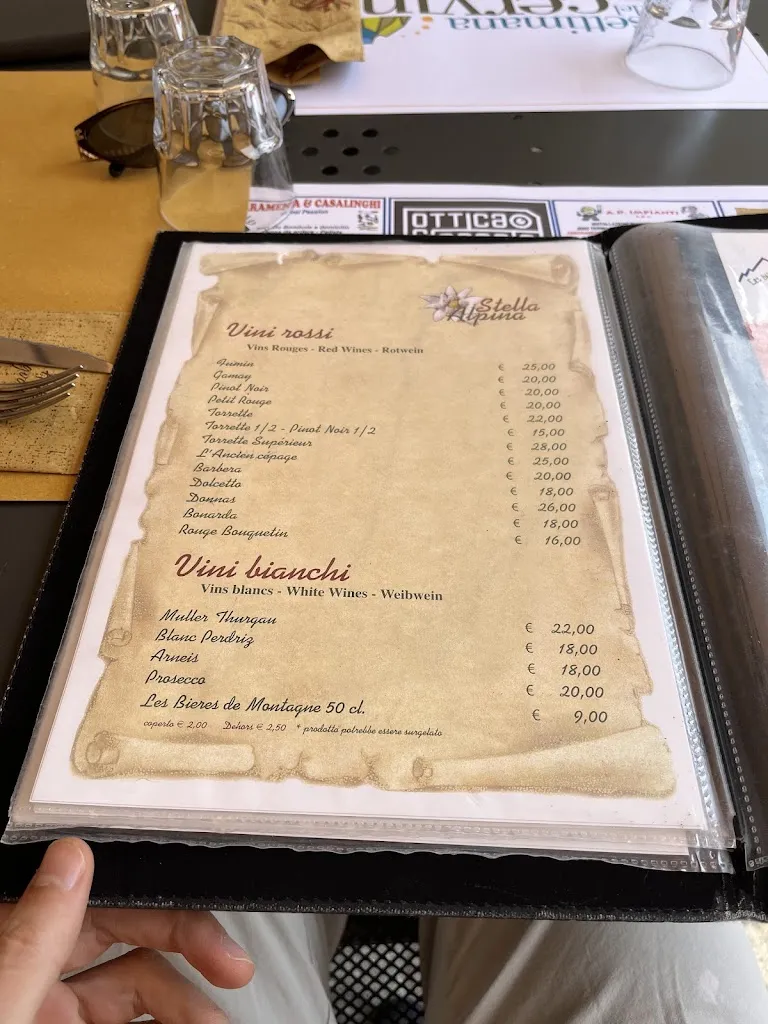 settimana
del
cervin
RAMENTA & CASALINGHI
OTTICA
A.P. IMPIANTI
Stella
Alpina
Vini rossi
Vins Rouges - Red Wines - Rotwein
Fumin € 25,00
Gamay € 20,00
Pinot Noir € 20,00
Petit Rouge € 20,00
Torrette € 22,00
Torrette 1/2 - Pinot Noir 1/2 € 15,00
Torrette Supérieur € 28,00
L'Ancien cépage € 25,00
Barbera € 20,00
Dolcetto € 18,00
Donnas € 26,00
Bonarda € 18,00
Rouge Bouquetin € 16,00
Vini bianchi
Vins blancs - White Wines - Weibwein
Muller Thurgau € 22,00
Blanc Perdriz € 18,00
Arneis € 18,00
Prosecco € 20,00
Les Bieres de Montagne 50 cl. € 9,00
coperto € 2,00 Dehors € 2,50 * prodotto potrebbe essere surgelato